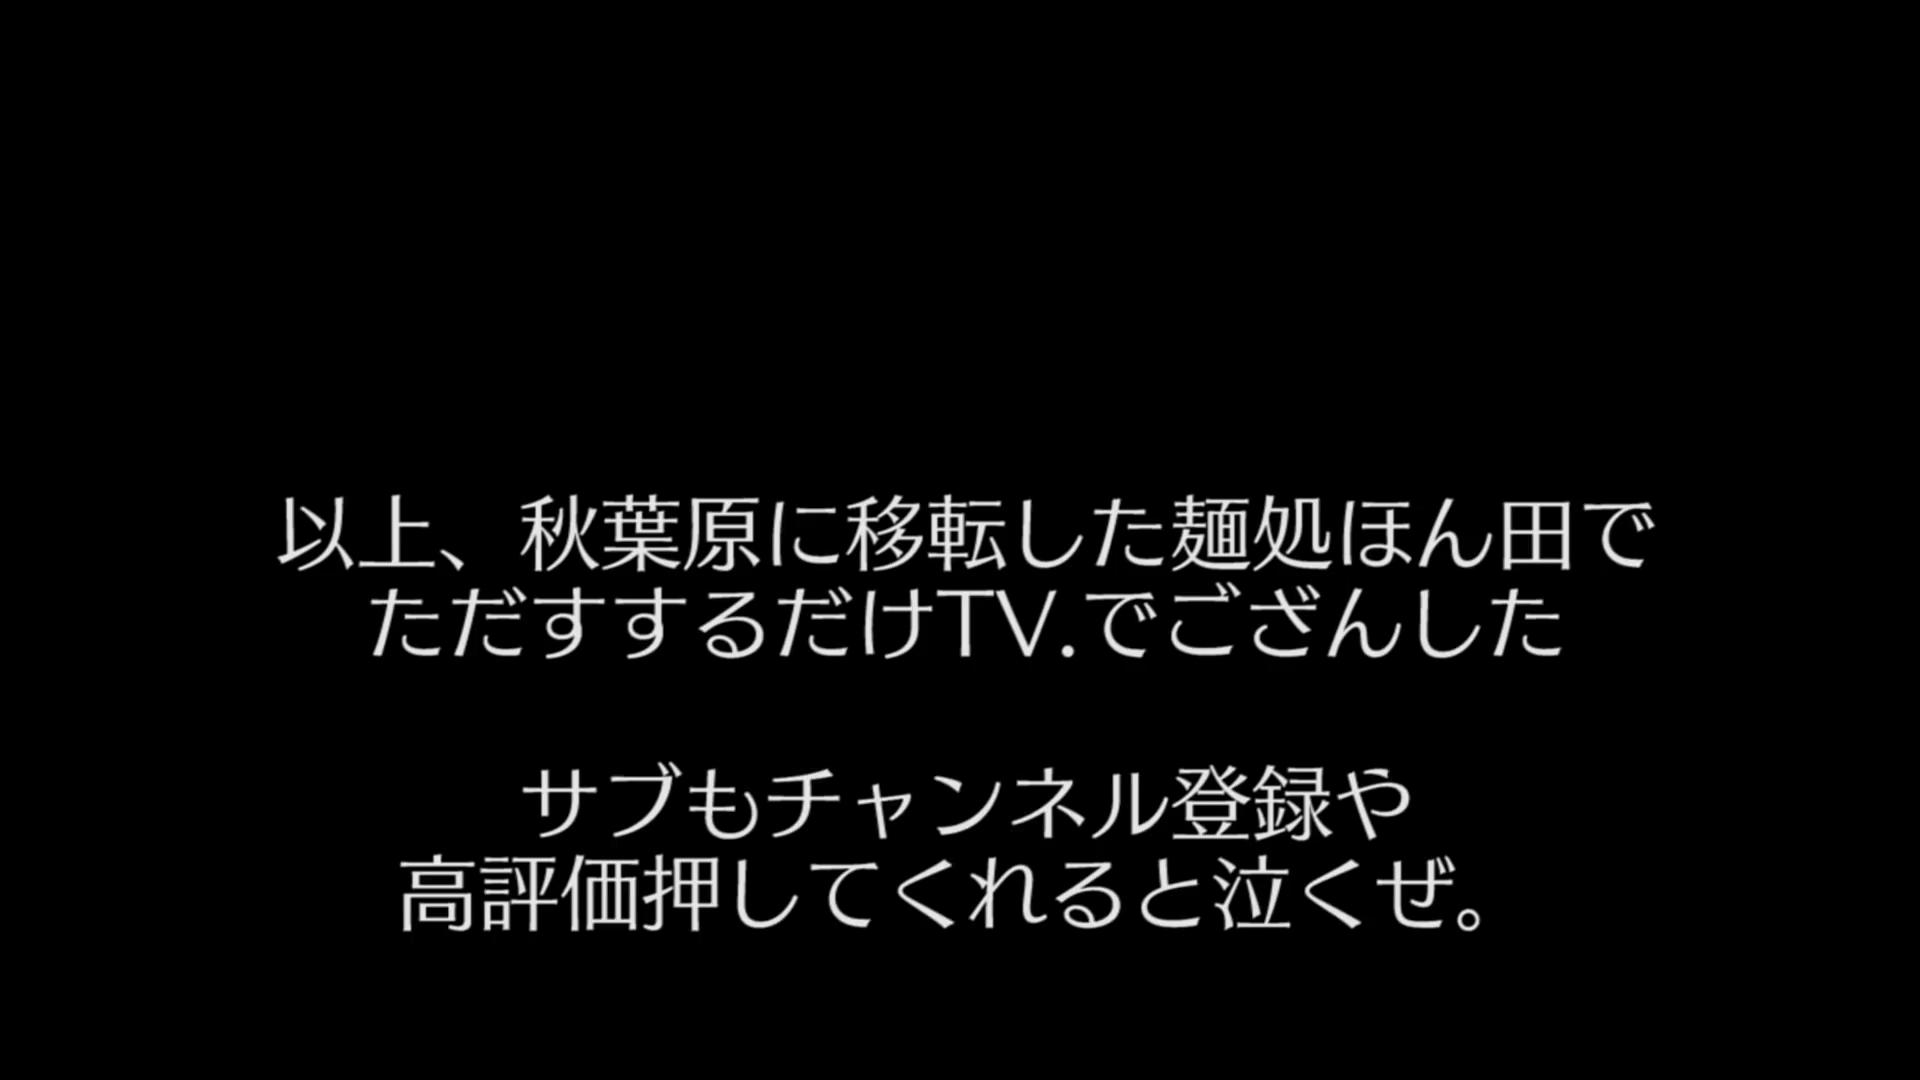 以上、秋葉原に移転した麺処ほん田で
ただすするだけTV.でござんした
サブもチャンネル登録や
高評価押してくれると泣くぜ。